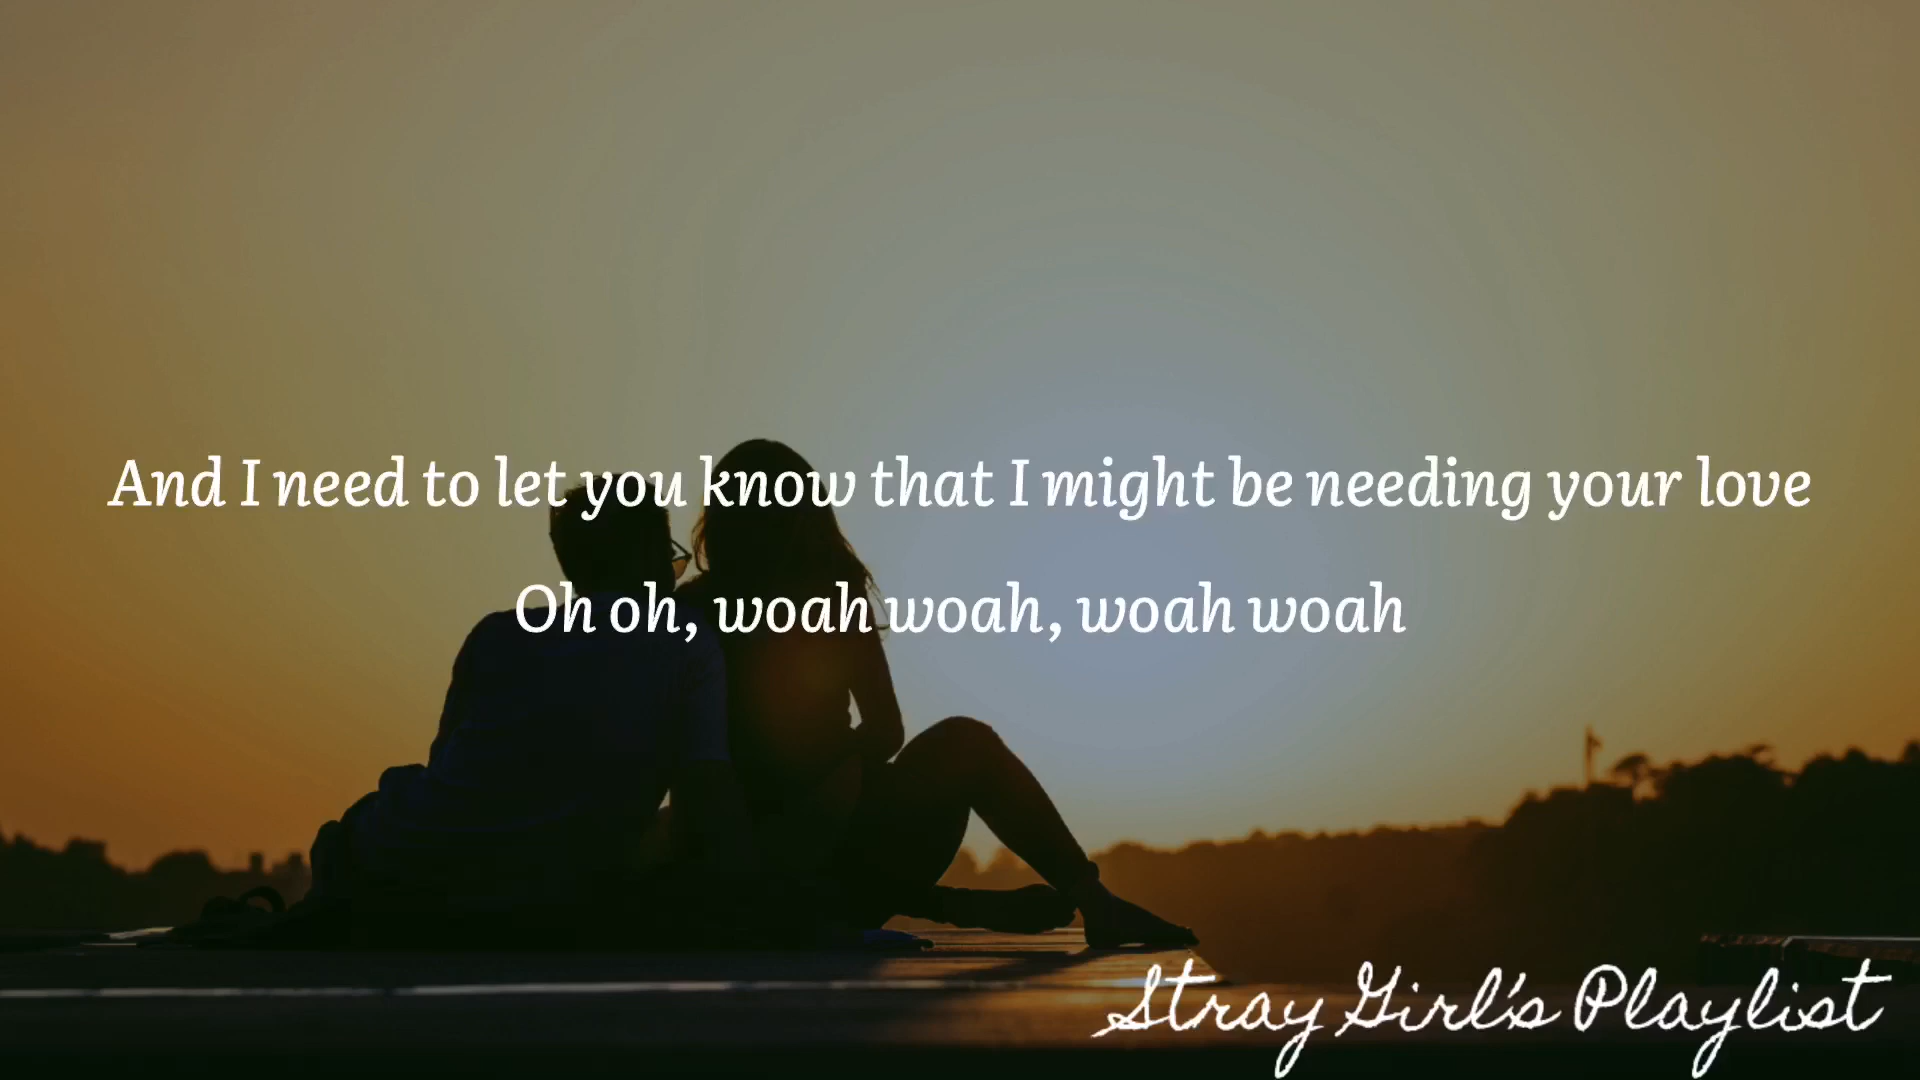 And I need to let you know that I might be needing your love
Oh oh, woah woah, woah woah
Stray Girl's Playlist